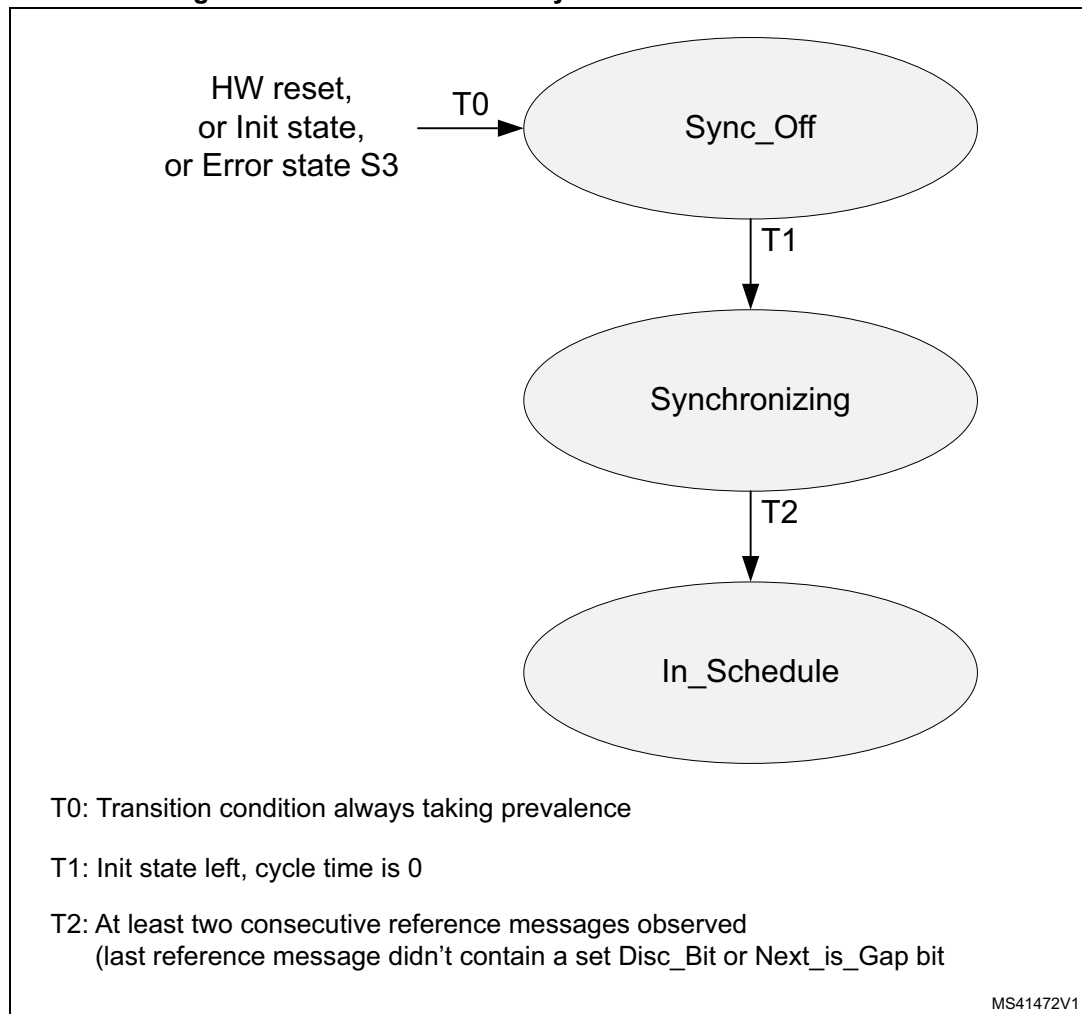 HW reset,
or Init state,
or Error state S3
T0
Sync_Off
T1
Synchronizing
T2
In_Schedule
T0: Transition condition always taking prevalence
T1: Init state left, cycle time is 0
T2: At least two consecutive reference messages observed
(last reference message didn’t contain a set Disc_Bit or Next_is_Gap bit
MS41472V1